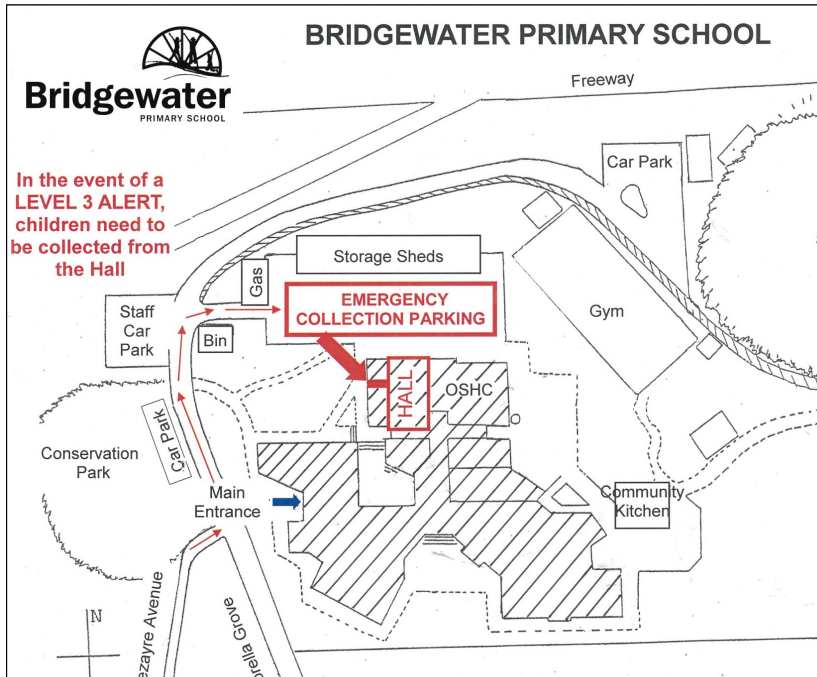 BRIDGEWATER PRIMARY SCHOOL
Bridgewater
PRIMARY SCHOOL
Freeway
In the event of a
LEVEL 3 ALERT,
children need to
be collected from
the Hall
Car Park
Storage Sheds
Gas
EMERGENCY
COLLECTION PARKING
Staff
Car
Park
Bin
Gym
HALL
OSHC
Car Park
Conservation
Park
Main
Entrance
Community
Kitchen
ezayre Avenue
orella Grove
N